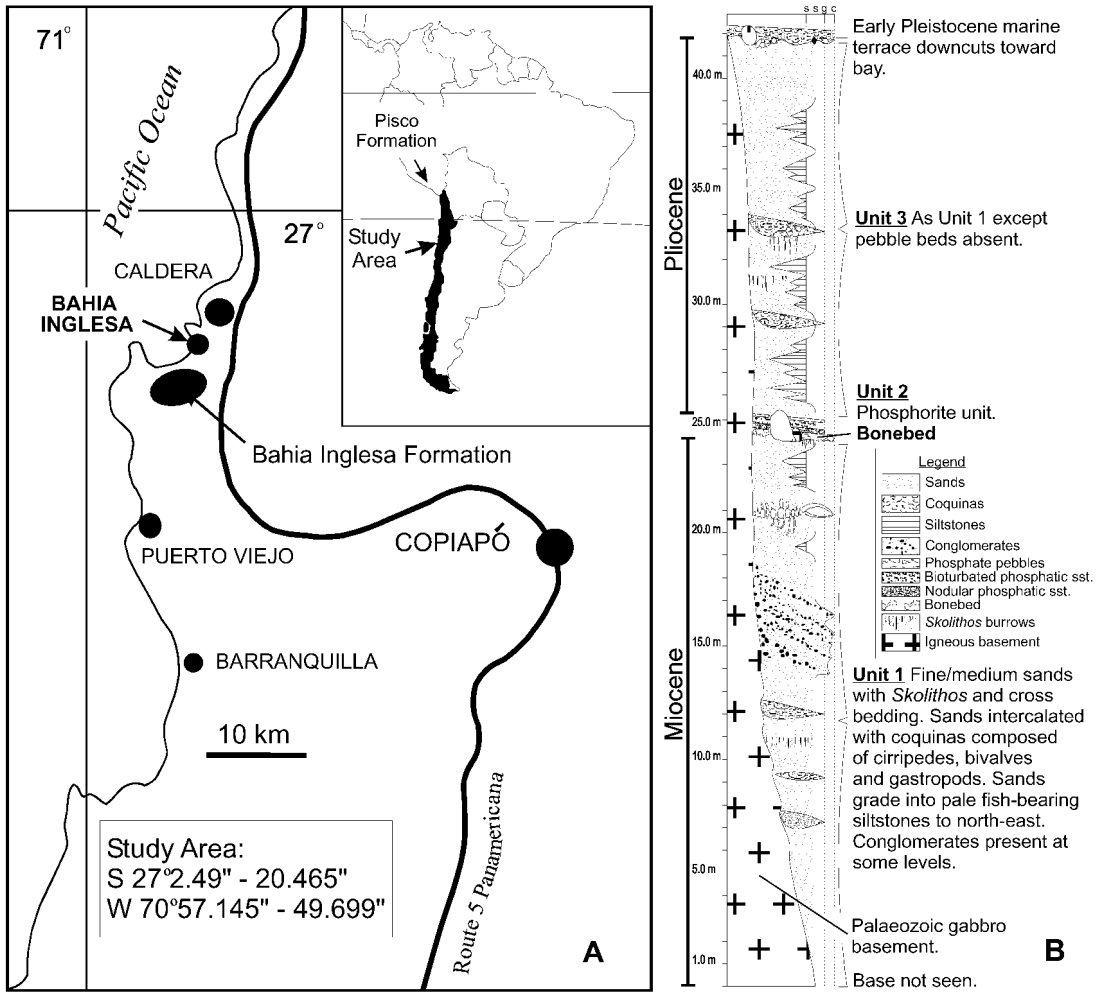 71°
Pacific Ocean
27°
CALDERA
BAHIA
INGLESA
Bahia Inglesa Formation
PUERTO VIEJO
COPIAPÓ
BARRANQUILLA
10 km
Route 5 Panamericana
Study Area:
S 27°2.49" - 20.465"
W 70°57.145" - 49.699"
A
Pisco
Formation
Study
Area
B
s s g c
Pliocene
Miocene
40.0 m
35.0 m
30.0 m
25.0 m
20.0 m
15.0 m
10.0 m
5.0 m
1.0 m
Early Pleistocene marine
terrace downcuts toward
bay.
Unit 3 As Unit 1 except
pebble beds absent.
Unit 2
Phosphorite unit.
Bonebed
Legend
Sands
Coquinas
Siltstones
Conglomerates
Phosphate pebbles
Bioturbated phosphatic sst.
Nodular phosphatic sst.
Bonebed
Skolithos burrows
Igneous basement
Unit 1 Fine/medium sands
with Skolithos and cross
bedding. Sands intercalated
with coquinas composed
of cirripedes, bivalves
and gastropods. Sands
grade into pale fish-bearing
siltstones to north-east.
Conglomerates present at
some levels.
Palaeozoic gabbro
basement.
Base not seen.